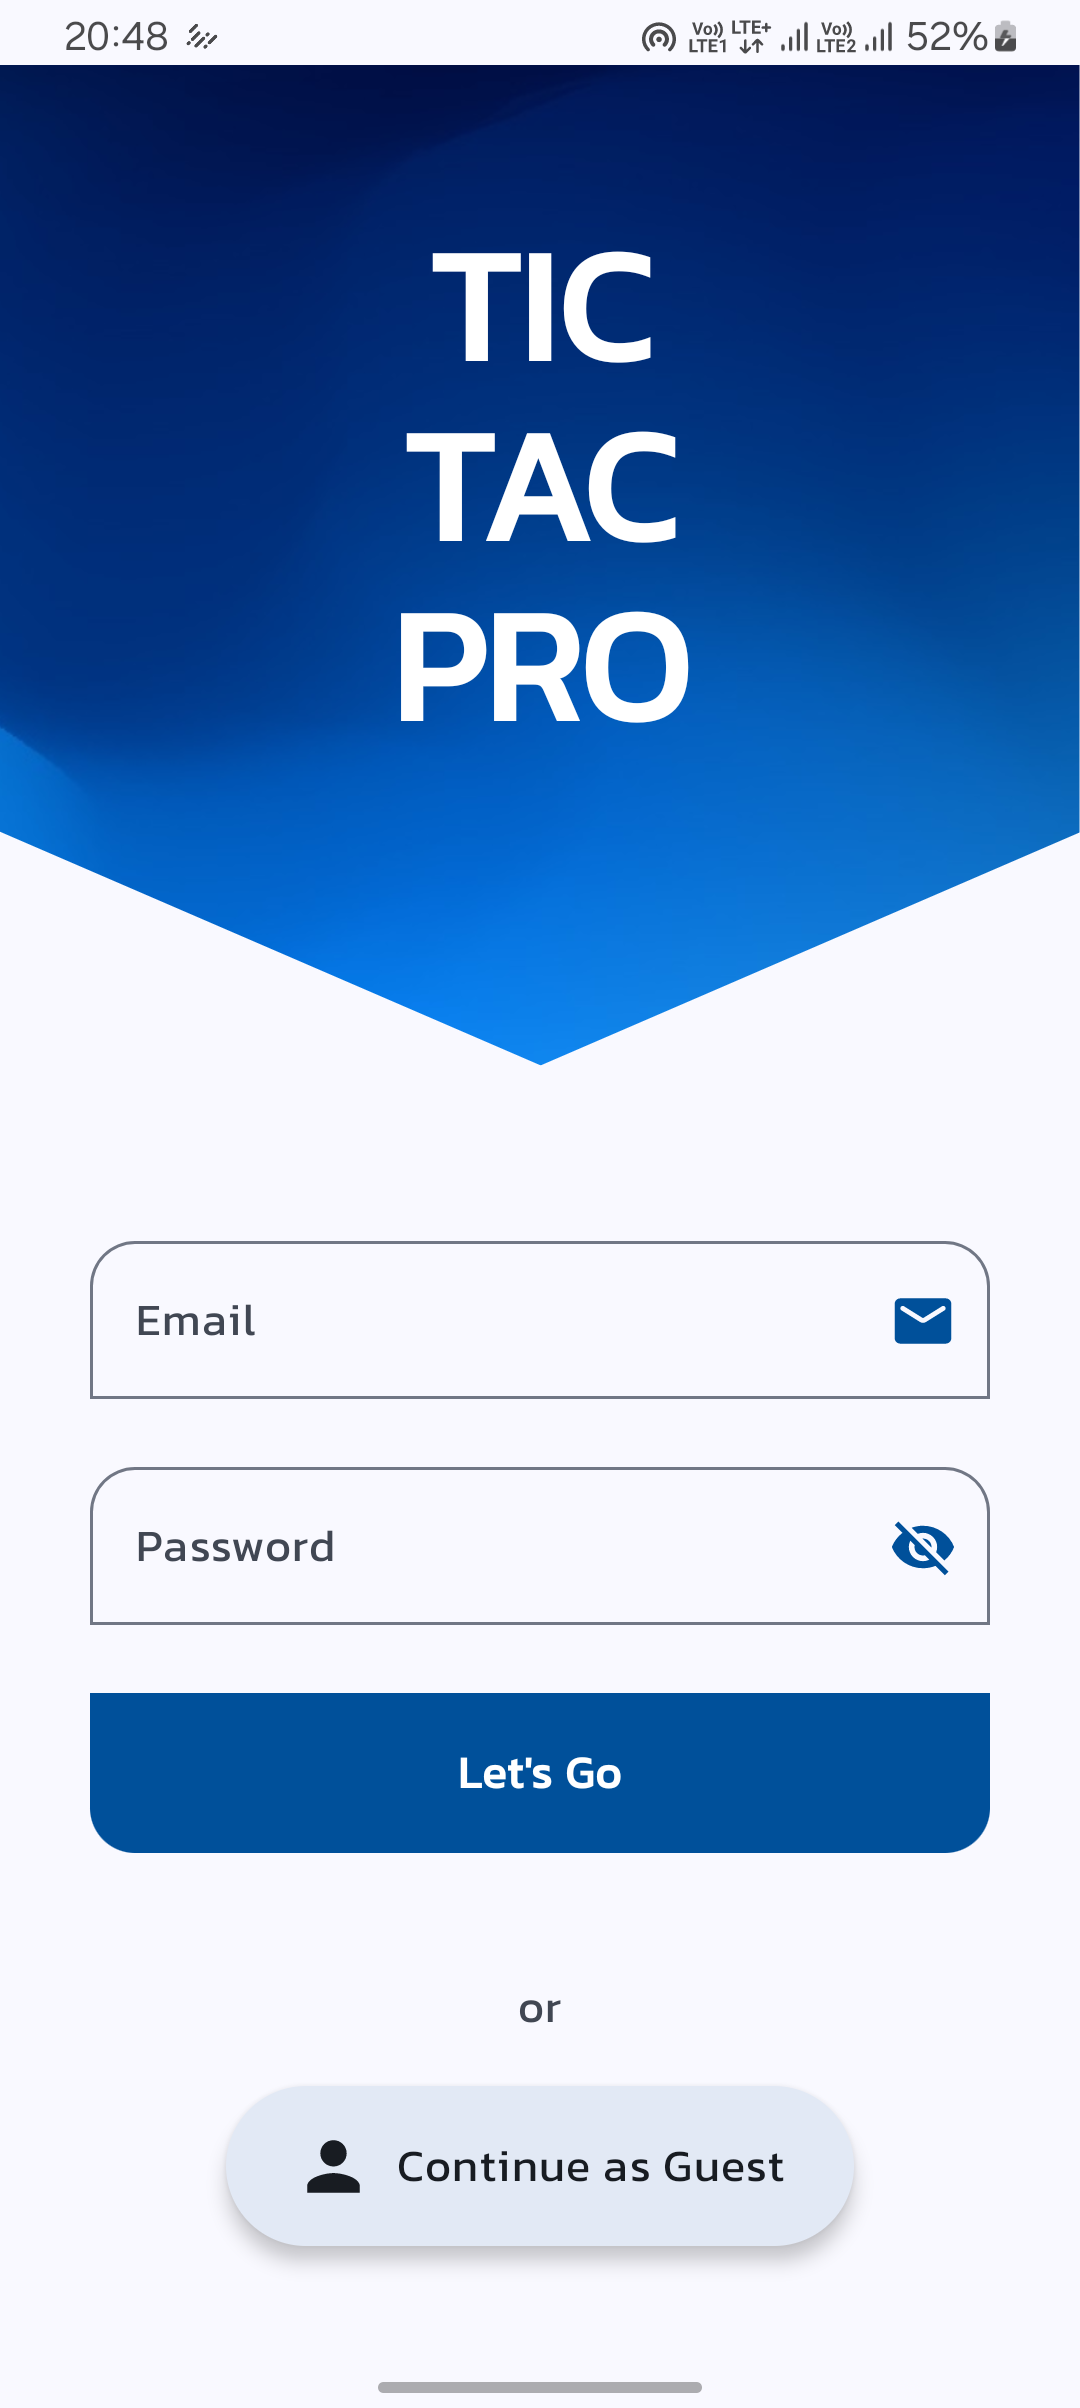 20:48 Vo)) LTE1 LTE+ Vo)) LTE2 52%
TIC
TAC
PRO
Email
Password
Let's Go
or
Continue as Guest